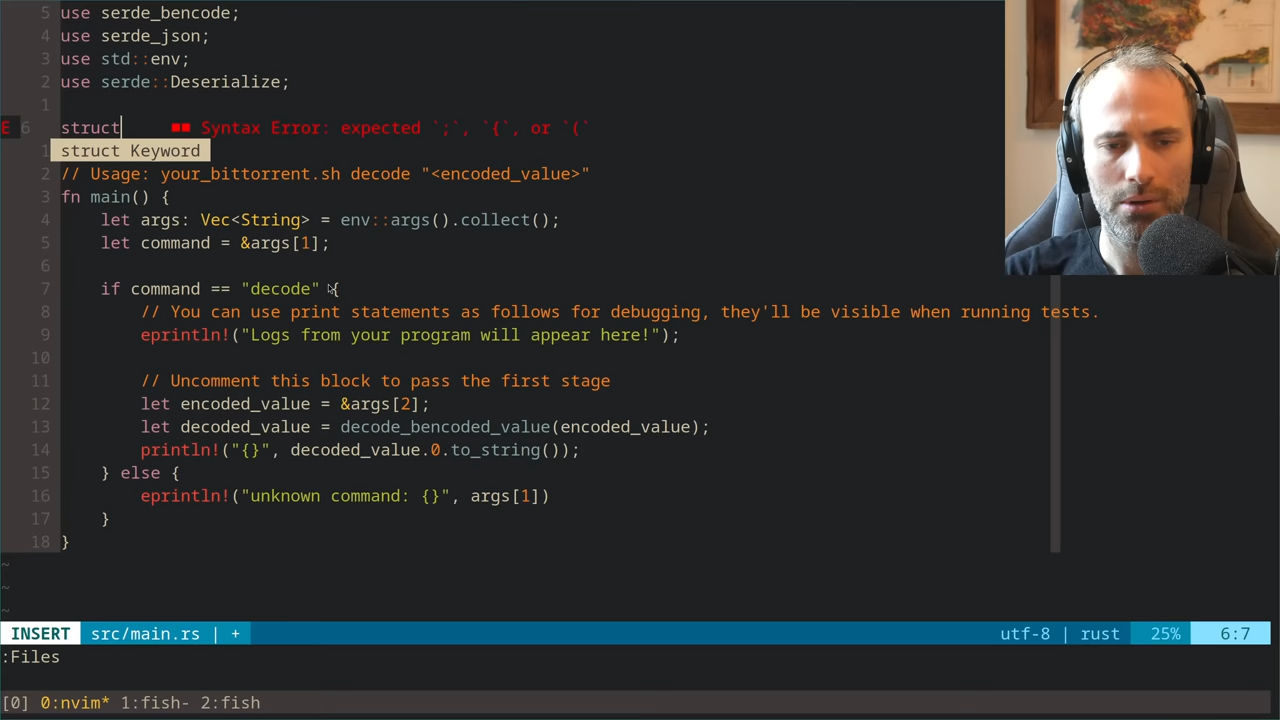 5 use serde_bencode;
4 use serde_json;
3 use std::env;
2 use serde::Deserialize;
1
E 6 struct ■■ Syntax Error: expected `;`, `{`, or `(`
1 struct Keyword
2 // Usage: your_bittorrent.sh decode "<encoded_value>"
3 fn main() {
4 let args: Vec<String> = env::args().collect();
5 let command = &args[1];
6
7 if command == "decode" {
8 // You can use print statements as follows for debugging, they'll be visible when running tests.
9 eprintln!("Logs from your program will appear here!");
10
11 // Uncomment this block to pass the first stage
12 let encoded_value = &args[2];
13 let decoded_value = decode_bencoded_value(encoded_value);
14 println!("{}", decoded_value.0.to_string());
15 } else {
16 eprintln!("unknown command: {}", args[1])
17 }
18 }
~
~
~
INSERT src/main.rs | + utf-8 | rust 25% 6:7
:Files
[0] 0:nvim* 1:fish- 2:fish